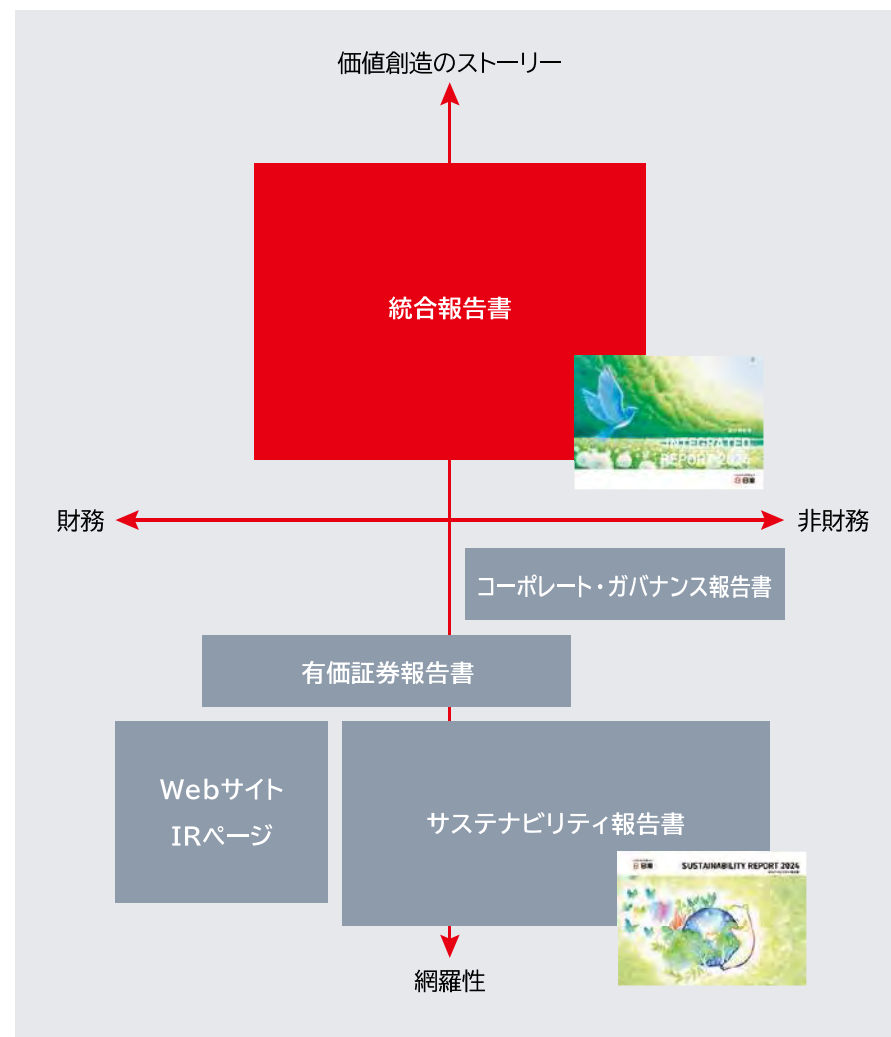 価値創造のストーリー
統合報告書
INTEGRATED
REPORT 2024
財務
非財務
コーポレート・ガバナンス報告書
有価証券報告書
Webサイト
IRページ
サステナビリティ報告書
SUSTAINABILITY REPORT 2024
網羅性